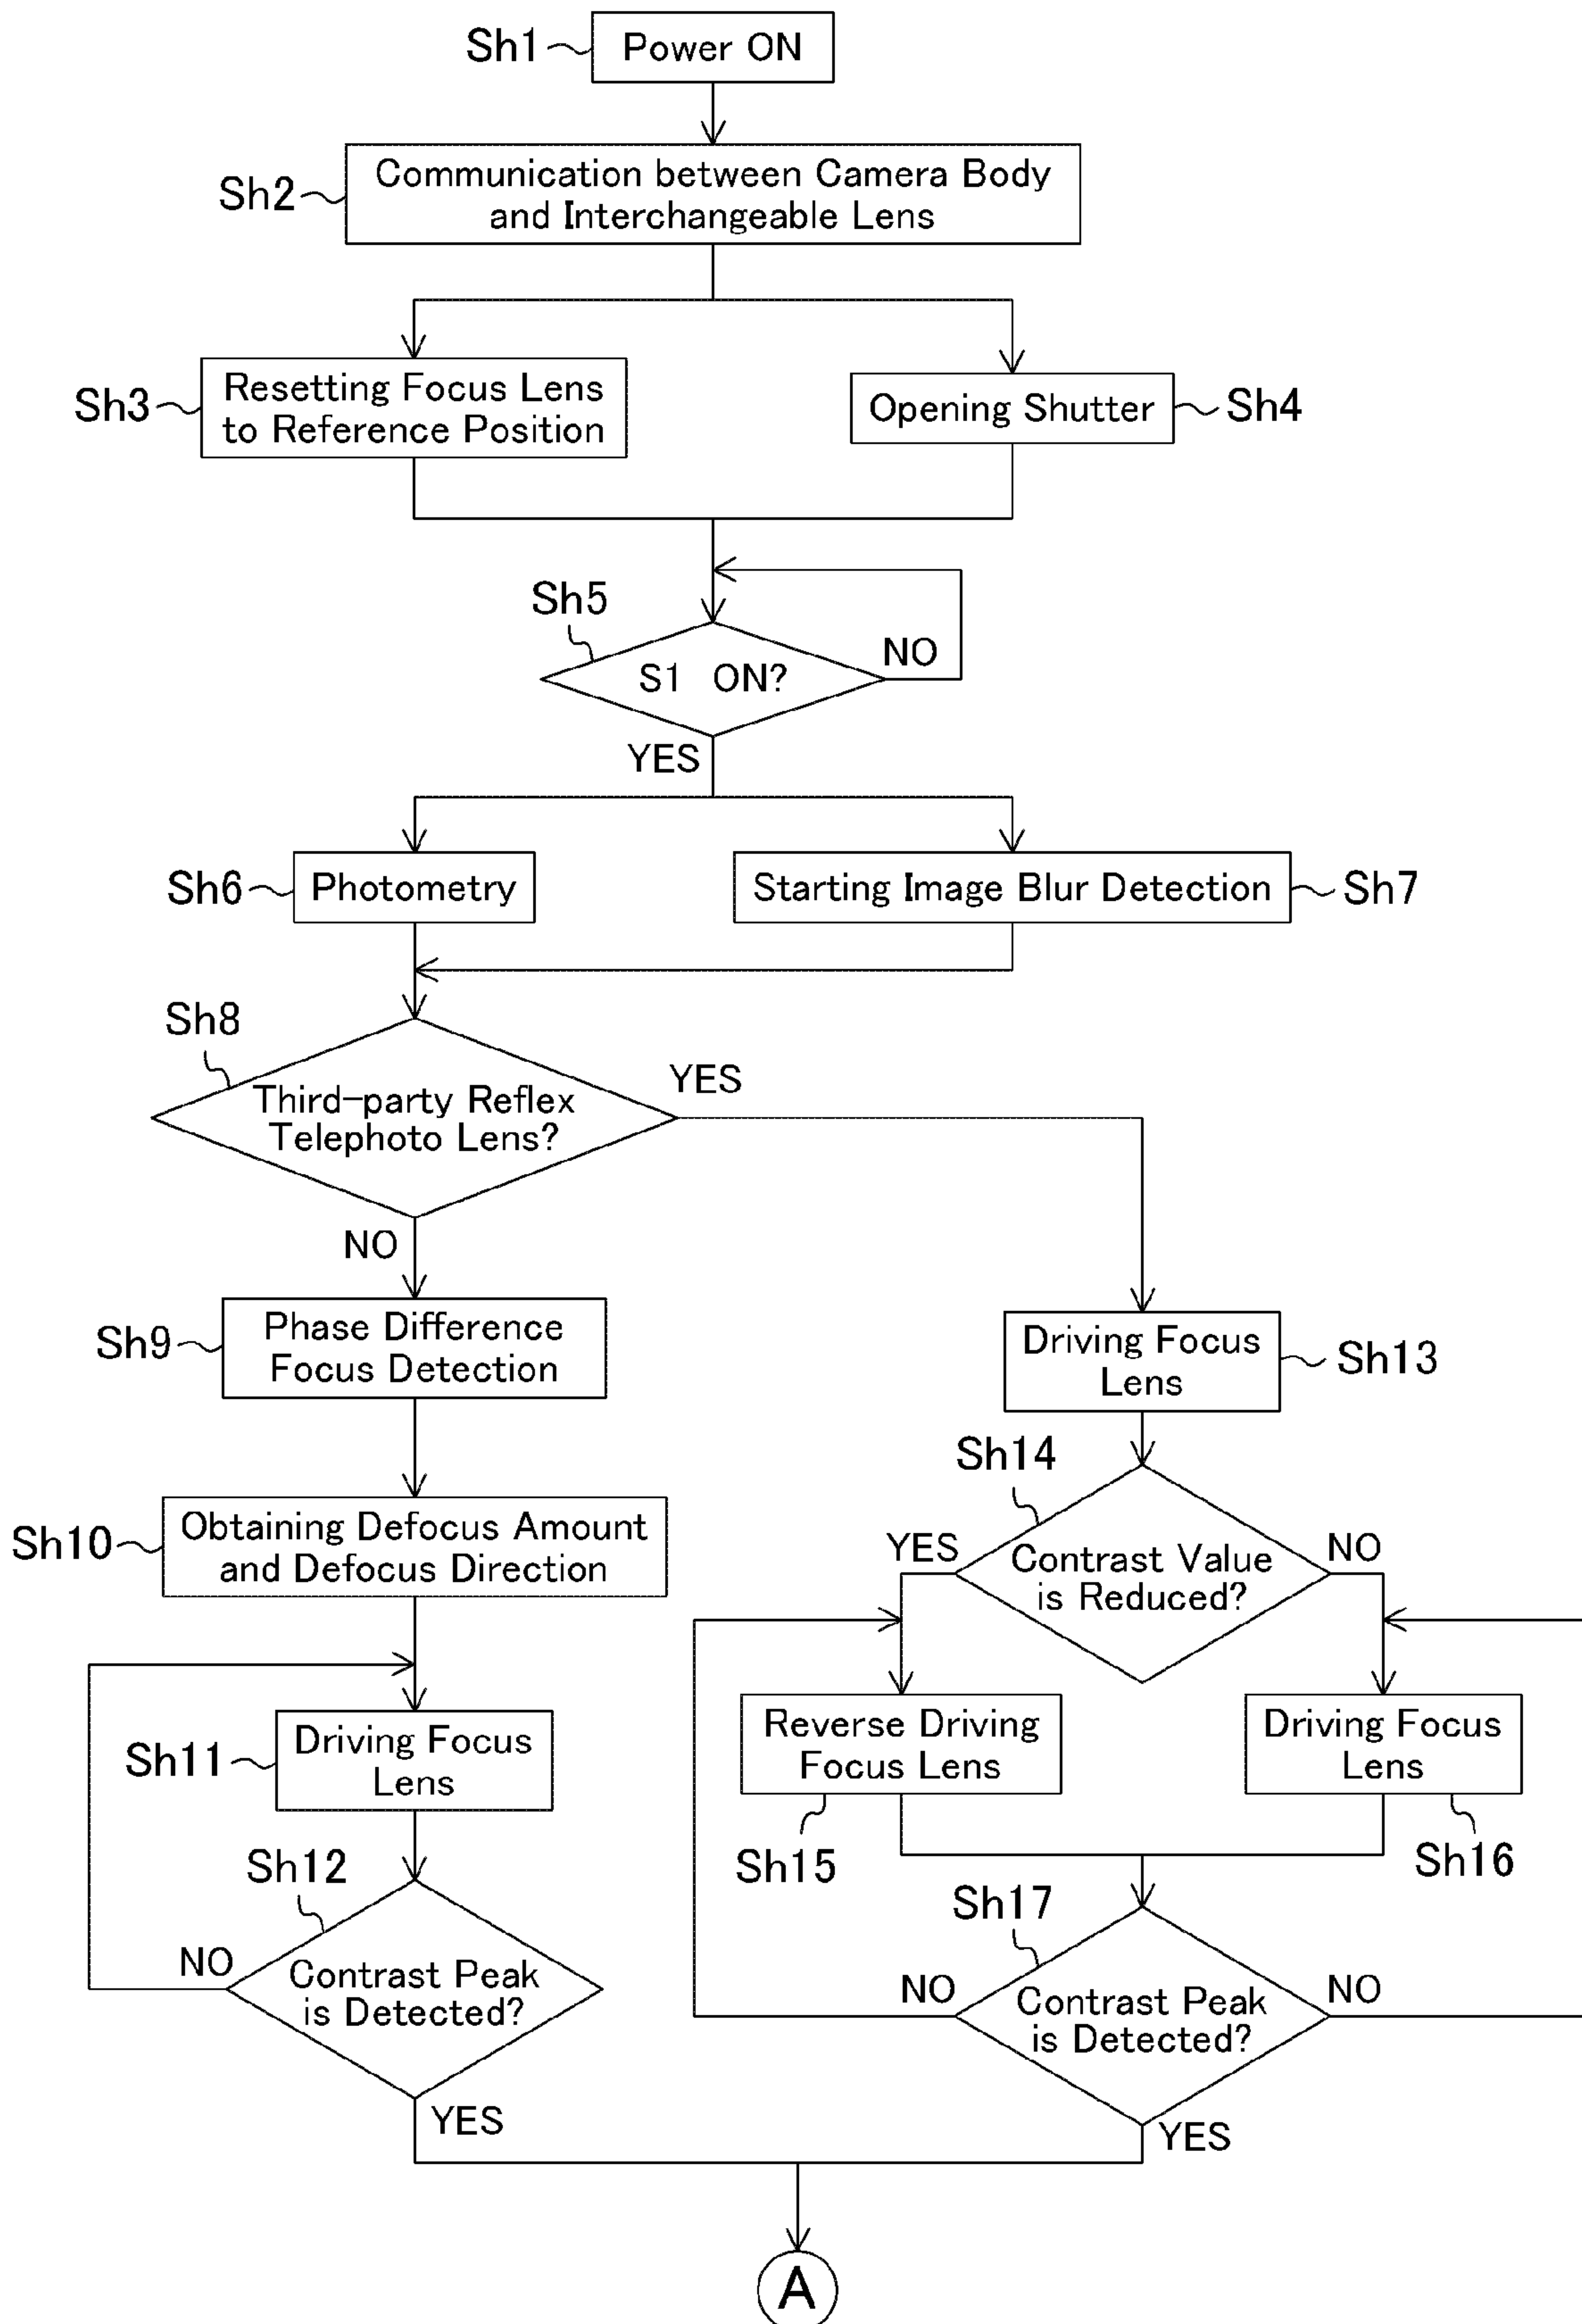 Sh1
Power ON
Sh2
Communication between Camera Body
and Interchangeable Lens
Sh3
Resetting Focus Lens
to Reference Position
Opening Shutter
Sh4
Sh5
S1 ON?
NO
YES
Sh6
Photometry
Starting Image Blur Detection
Sh7
Sh8
Third-party Reflex
Telephoto Lens?
YES
NO
Sh9
Phase Difference
Focus Detection
Driving Focus
Lens
Sh13
Sh10
Obtaining Defocus Amount
and Defocus Direction
Sh14
YES
Contrast Value
is Reduced?
NO
Sh11
Driving Focus
Lens
Reverse Driving
Focus Lens
Sh15
Driving Focus
Lens
Sh16
Sh12
NO
Contrast Peak
is Detected?
YES
Sh17
NO
Contrast Peak
is Detected?
NO
YES
A